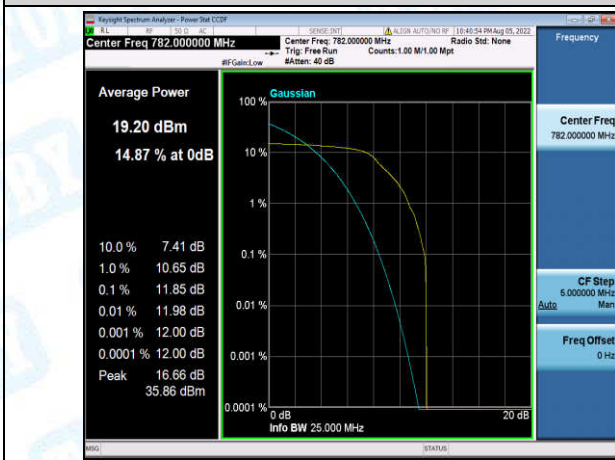 Keysight Spectrum Analyzer - Power Stat CCDF
RL RF 50 Ω AC SENSE:INT ALIGN AUTO/NO RF 10:40:54 PM Aug 05, 2022
Center Freq 782.000000 MHz
Center Freq: 782.000000 MHz Radio Std: None
Trig: Free Run Counts:1.00 M/1.00 Mpt
#IFGain:Low #Atten: 40 dB
Frequency
Average Power
19.20 dBm
14.87 % at 0dB
10.0 % 7.41 dB
1.0 % 10.65 dB
0.1 % 11.85 dB
0.01 % 11.98 dB
0.001 % 12.00 dB
0.0001 % 12.00 dB
Peak 16.66 dB
35.86 dBm
Gaussian
100 %
10 %
1 %
0.1 %
0.01 %
0.001 %
0.0001 %
0 dB 20 dB
Info BW 25.000 MHz
Center Freq
782.000000 MHz
CF Step
5.000000 MHz
Auto Man
Freq Offset
0 Hz
MSG STATUS